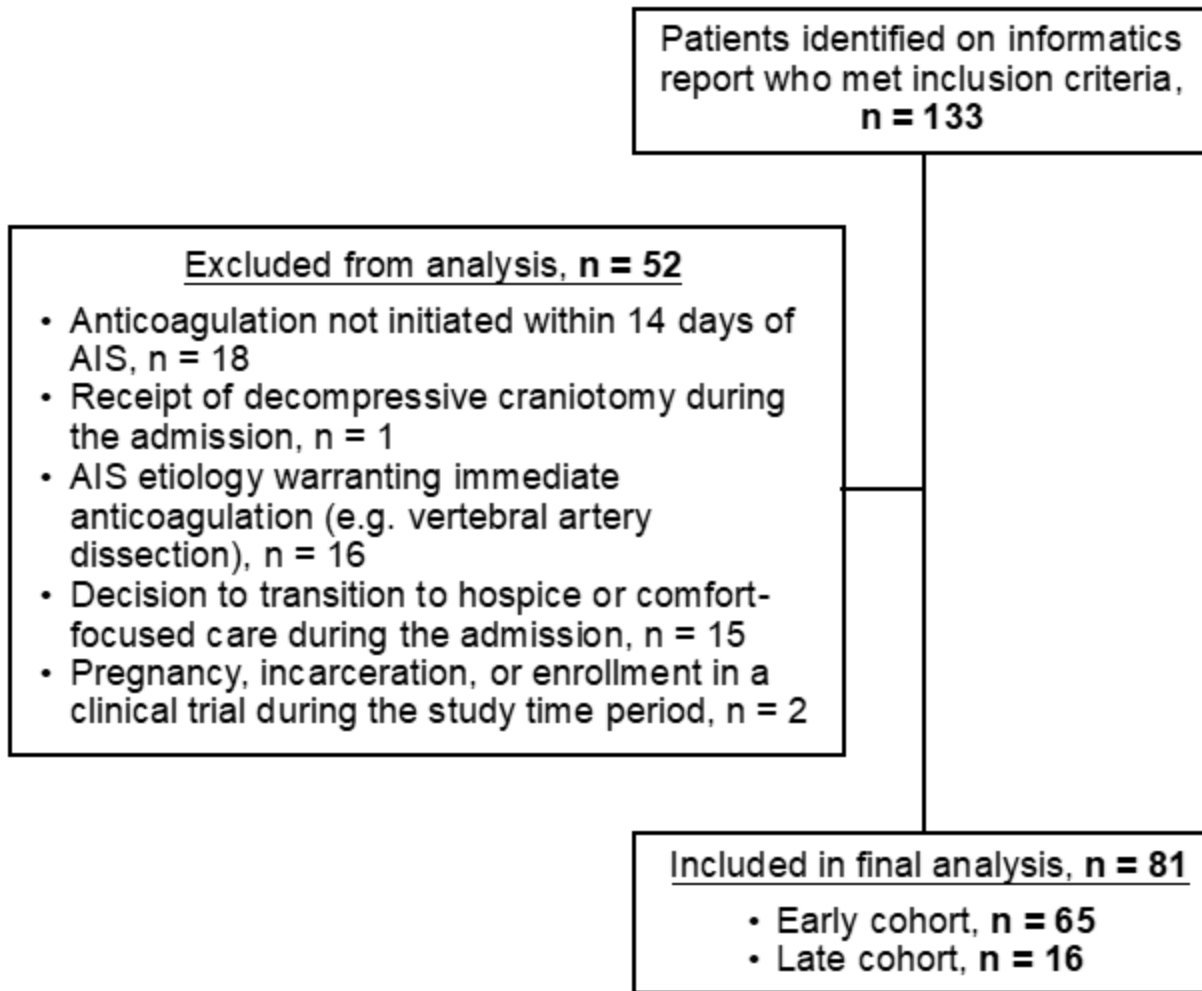 Patients identified on informatics
report who met inclusion criteria,
n = 133
Excluded from analysis, n = 52
• Anticoagulation not initiated within 14 days of
AIS, n = 18
• Receipt of decompressive craniotomy during
the admission, n = 1
• AIS etiology warranting immediate
anticoagulation (e.g. vertebral artery
dissection), n = 16
• Decision to transition to hospice or comfort-
focused care during the admission, n = 15
• Pregnancy, incarceration, or enrollment in a
clinical trial during the study time period, n = 2
Included in final analysis, n = 81
• Early cohort, n = 65
• Late cohort, n = 16